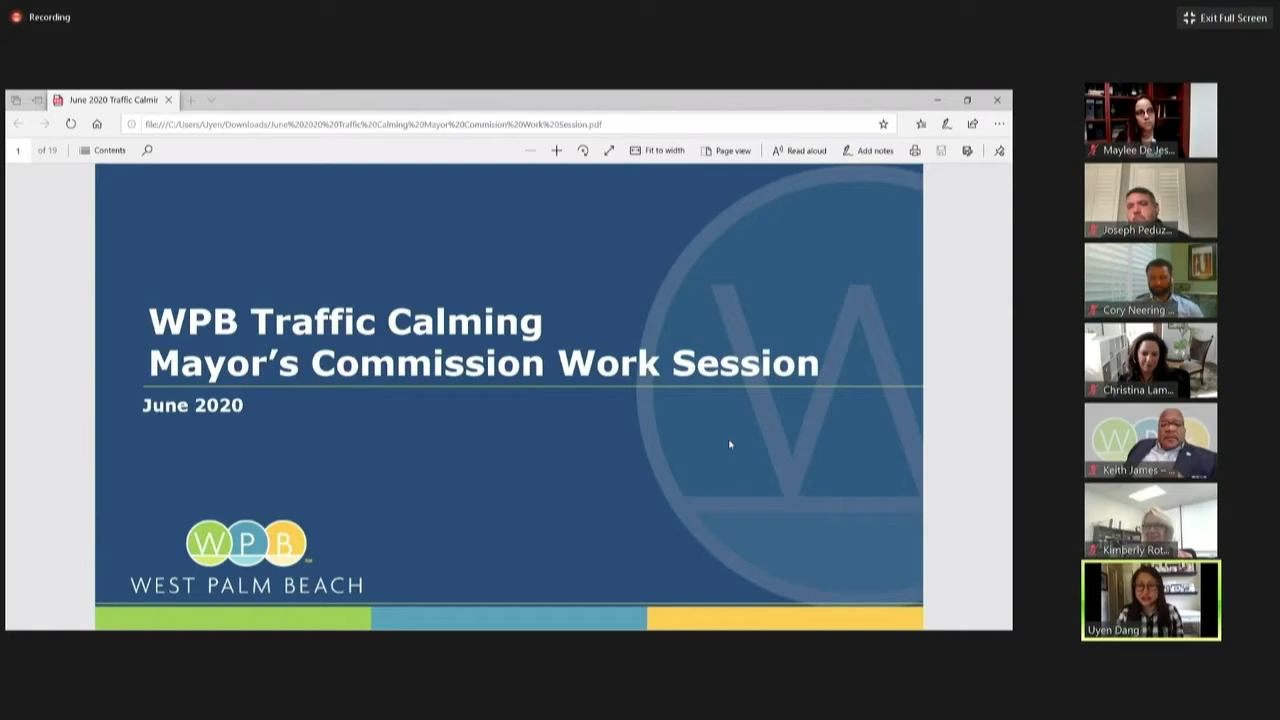 Recording
Exit Full Screen
June 2020 Traffic Calmir
file:///C:/Users/Uyen/Downloads/June%202020%20Traffic%20Calming%20Mayor%20Commision%20Work%20Session.pdf
1 of 19 Contents Fit to width Page view Read aloud Add notes
WPB Traffic Calming
Mayor's Commission Work Session
June 2020
W P B
WEST PALM BEACH
Maylee De Jes...
Joseph Peduz...
Cory Neering ...
Christina Lam...
Keith James – ...
Kimberly Rot...
Uyen Dang